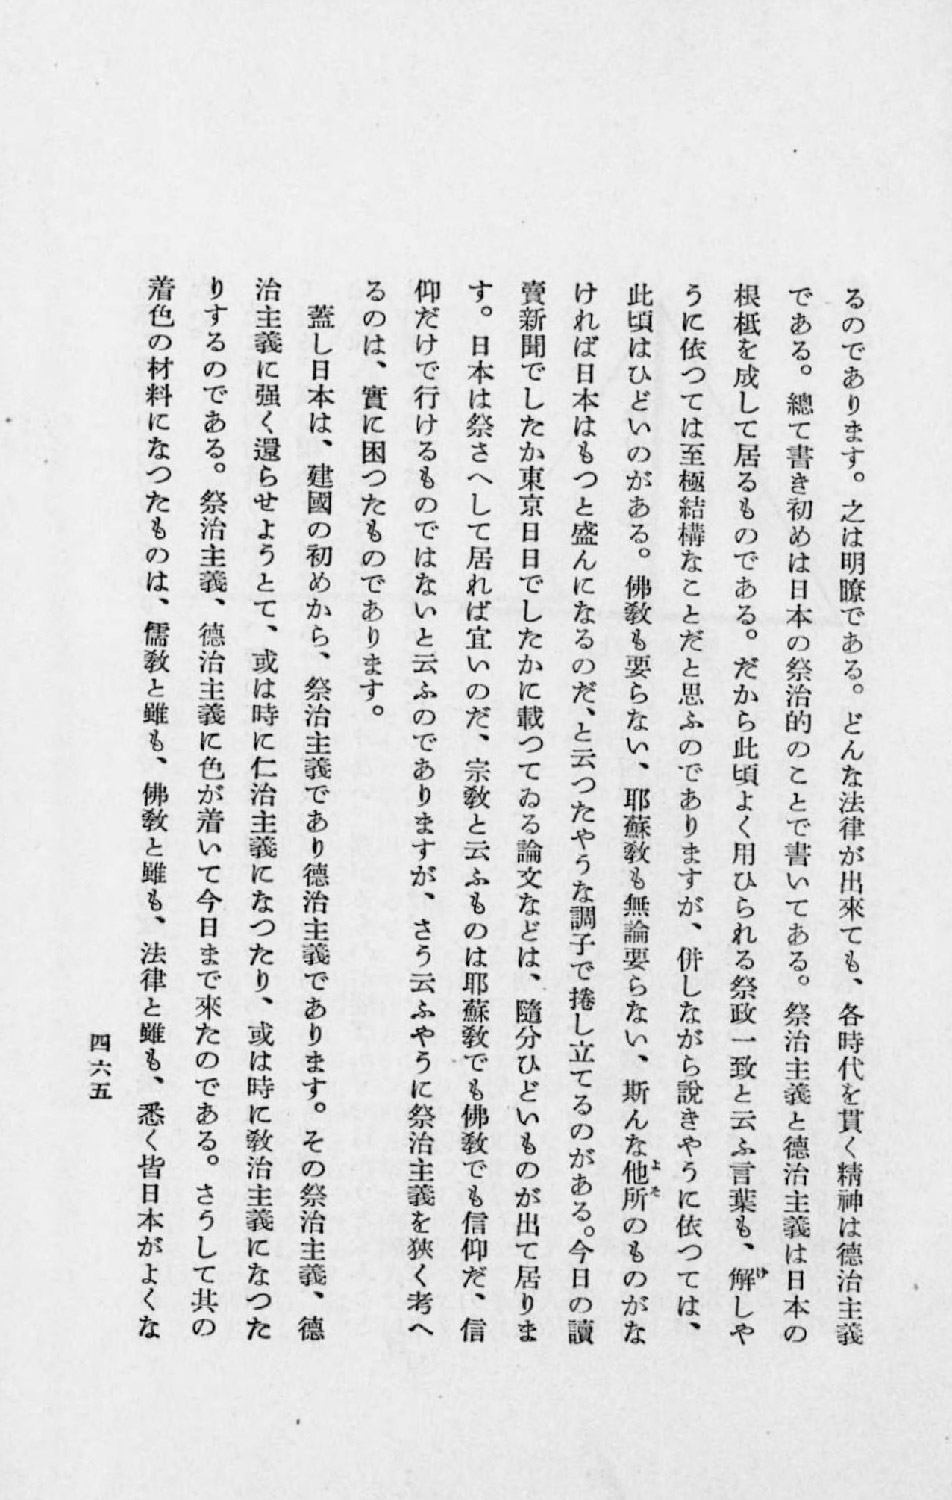 るのであります。之は明瞭である。どんな法律が出來ても、各時代を貫く精神は德治主義
である。總て書き初めは日本の祭治的のことで書いてある。祭治主義と德治主義は日本の
根柢を成して居るものである。だから此頃よく用ひられる祭政一致と云ふ言葉も、解しや
うに依つては至極結構なことだと思ふのでありますが、併しながら說きやうに依つては、
此頃はひどいのがある。佛敎も要らない、耶蘇敎も無論要らない、斯んな他所のものがな
ければ日本はもつと盛んになるのだ、と云つたやうな調子で捲し立てるのがある。今日の讀
賣新聞でしたか東京日日でしたかに載つてゐる論文などは、隨分ひどいものが出て居りま
す。日本は祭さへして居れば宜いのだ、宗敎と云ふものは耶蘇敎でも佛敎でも信仰だ、信
仰だけで行けるものではないと云ふのでありますが、さう云ふやうに祭治主義を狹く考へ
るのは、實に困つたものであります。
蓋し日本は、建國の初めから、祭治主義であり德治主義であります。その祭治主義、德
治主義に强く還らせようとて、或は時に仁治主義になつたり、或は時に敎治主義になつた
りするのである。祭治主義、德治主義に色が着いて今日まで來たのである。さうして其の
着色の材料になつたものは、儒敎と雖も、佛敎と雖も、法律と雖も、悉く皆日本がよくな
四六五